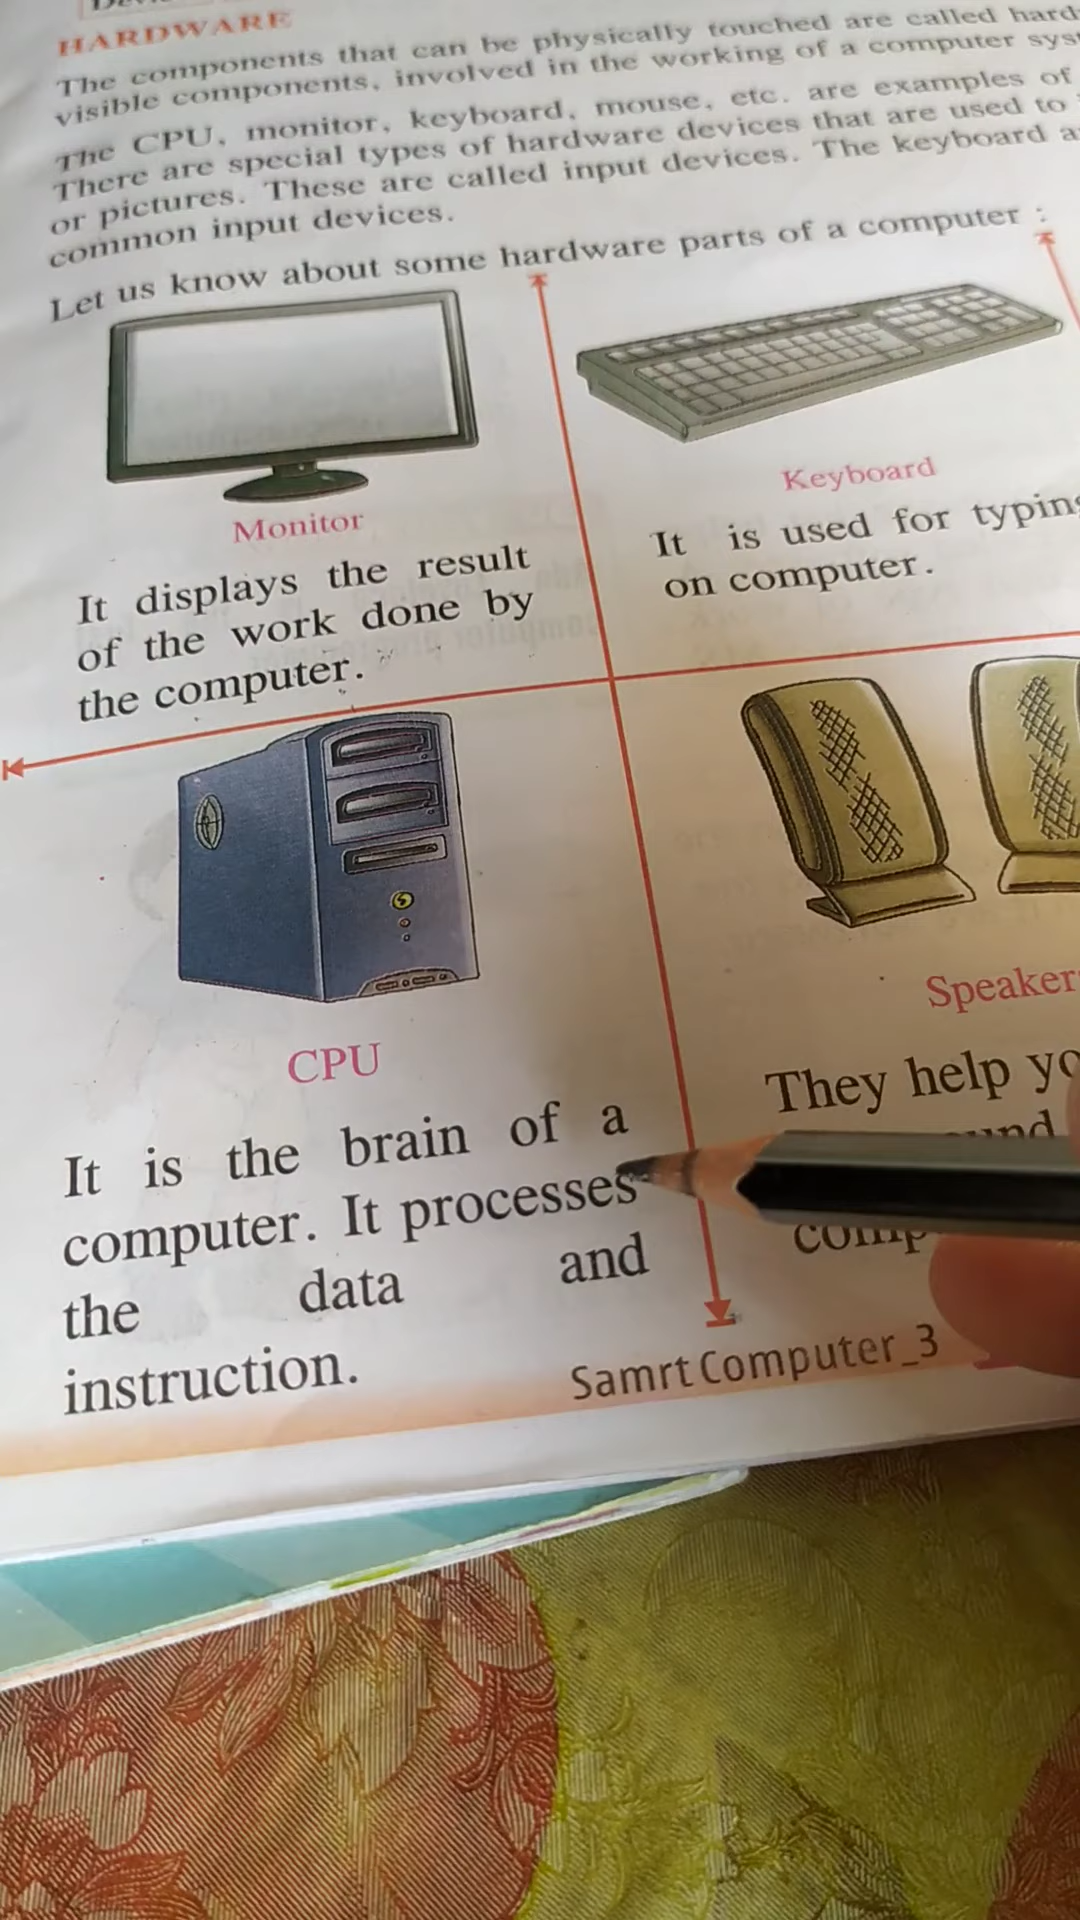 HARDWARE
The components that can be physically touched are called
visible components, involved in the working of a computer
The CPU, monitor, keyboard, mouse, etc. are examples of
There are special types of hardware devices that are used to
or pictures. These are called input devices. The keyboard
common input devices.
Let us know about some hardware parts of a computer :
Monitor
It displays the result
of the work done by
the computer.
Keyboard
It is used for typing
on computer.
CPU
It is the brain of a
computer. It processes
the data and
instruction.
Speaker
They help
Samrt Computer_3